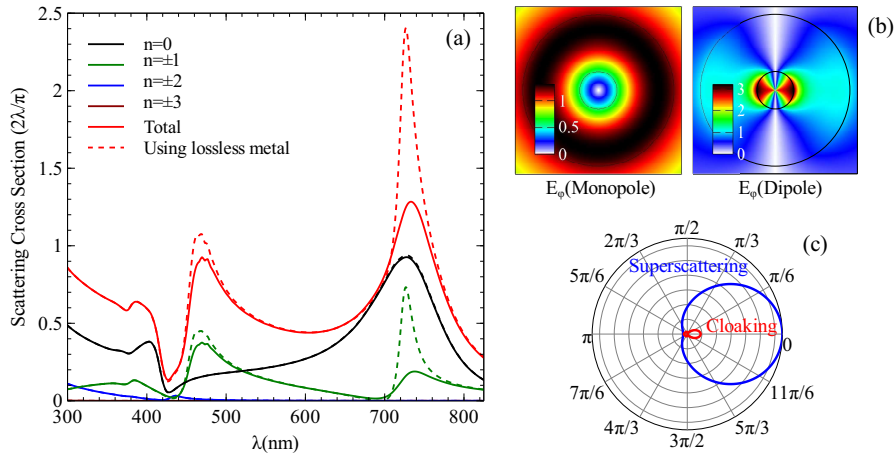 2.5
2
1.5
1
0.5
0
300
400
500
600
700
800
Scattering Cross Section (2λ/π)
λ(nm)
(a)
n=0
n=±1
n=±2
n=±3
Total
Using lossless metal
(b)
1
0.5
0
3
2
1
0
Eφ(Monopole)
Eφ(Dipole)
(c)
π/2
2π/3
π/3
5π/6
π/6
π
0
7π/6
11π/6
4π/3
5π/3
3π/2
Superscattering
Cloaking